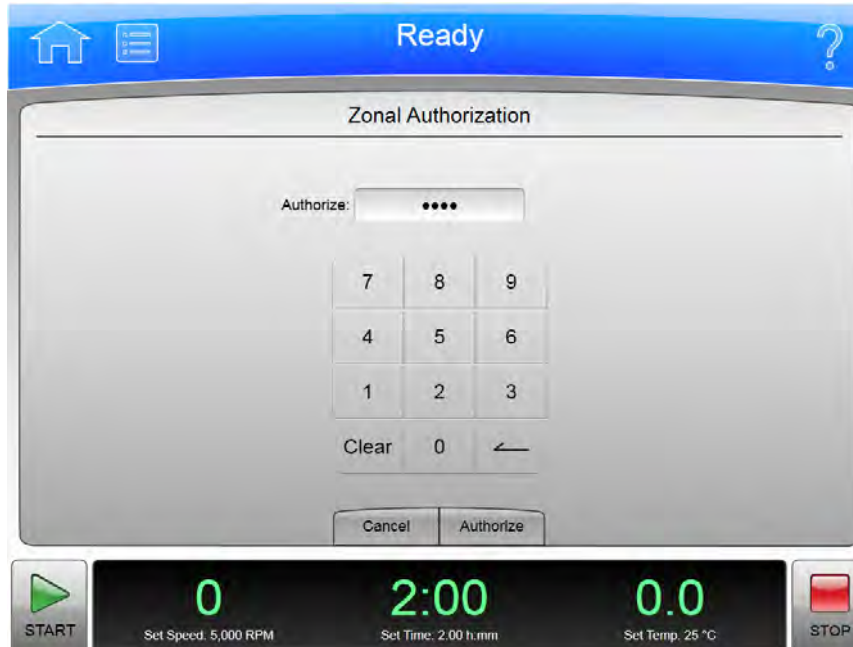 Ready
Zonal Authorization
Authorize: ••••
7 8 9
4 5 6
1 2 3
Clear 0
Cancel Authorize
0 2:00 0.0
START Set Speed: 5,000 RPM Set Time: 2:00 h:mm Set Temp. 25 °C STOP